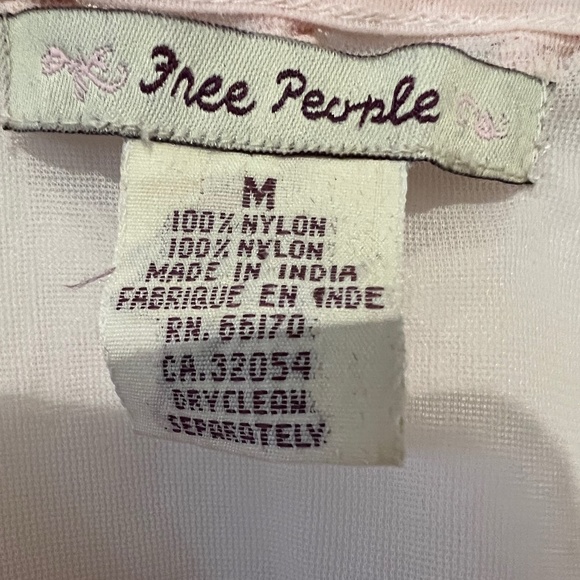 Free People
M
100% NYLON
100% NYLON
MADE IN INDIA
FABRIQUE EN INDE
RN. 66170
CA.32054
DRYCLEAN
SEPARATELY